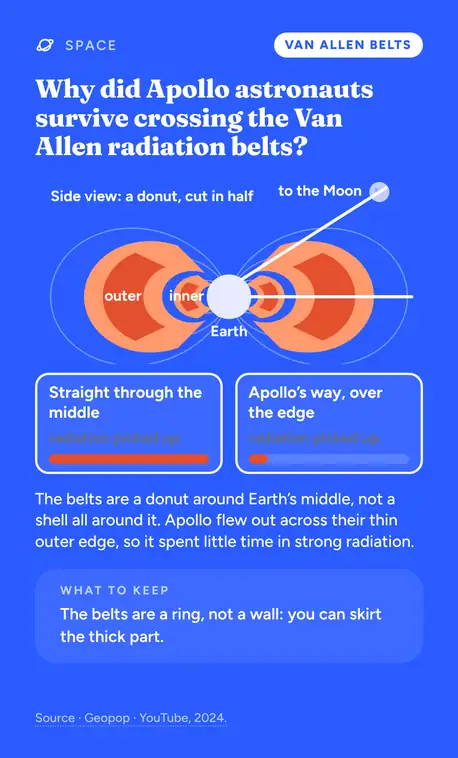 SPACE
VAN ALLEN BELTS
Why did Apollo astronauts
survive crossing the Van
Allen radiation belts?
Side view: a donut, cut in half
to the Moon
outer
inner
Earth
Straight through the
middle
radiation picked up
Apollo’s way, over
the edge
radiation picked up
The belts are a donut around Earth’s middle, not a
shell all around it. Apollo flew out across their thin
outer edge, so it spent little time in strong radiation.
WHAT TO KEEP
The belts are a ring, not a wall: you can skirt
the thick part.
Source · Geopop · YouTube, 2024.